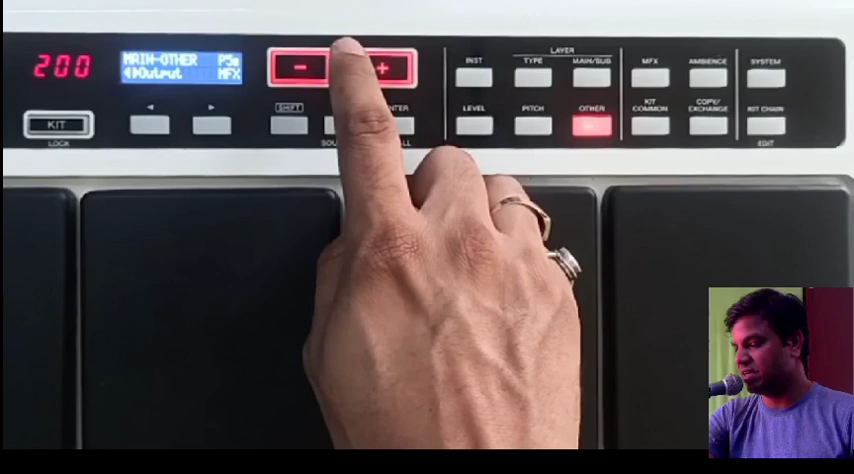 200
MAIN-OTHER P5
Output MFX
- +
INST
LAYER
TYPE MAIN/SUB
MFX AMBIENCE
SYSTEM
KIT
LOCK
SHIFT
LEVEL PITCH OTHER
KIT COMMON
COPY/EXCHANGE
KIT CHAIN
EDIT